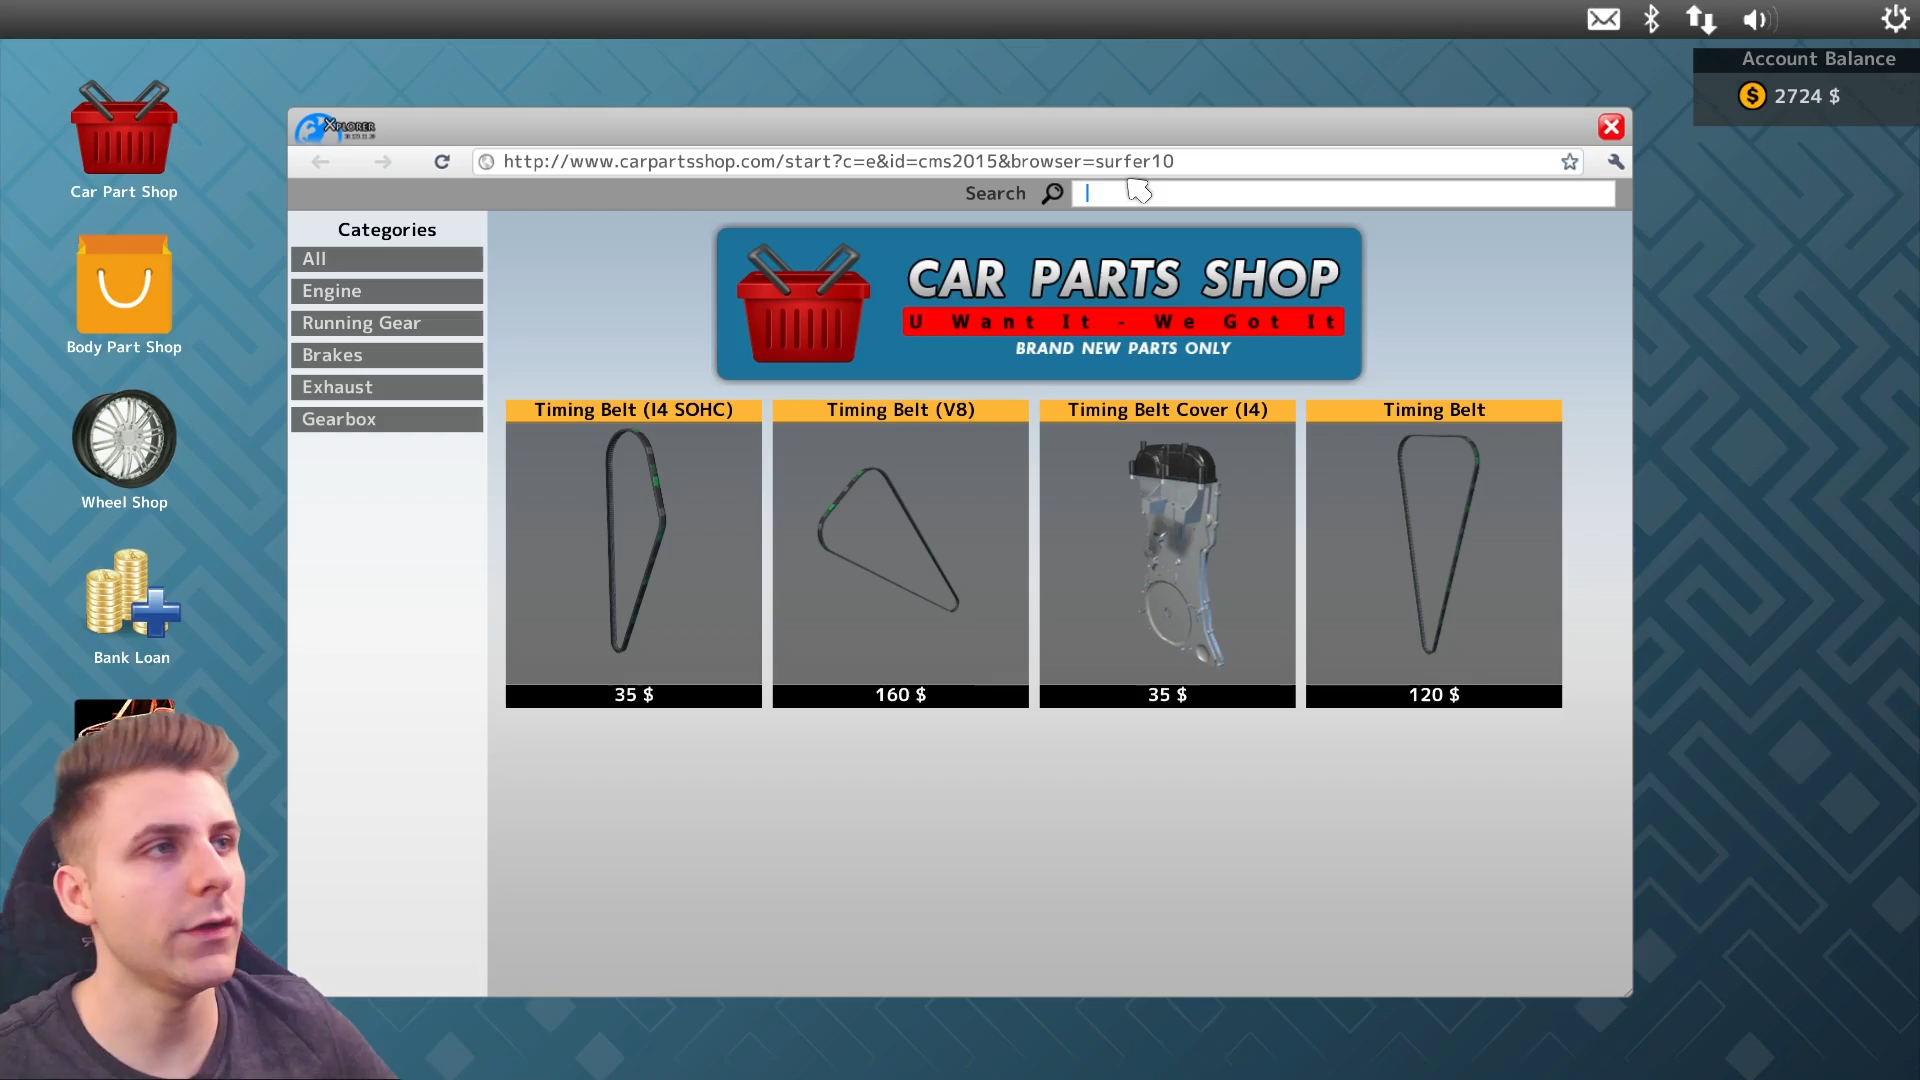 Account Balance
2724 $
Car Part Shop
Body Part Shop
Wheel Shop
Bank Loan
XPLORER
http://www.carpartsshop.com/start?c=e&id=cms2015&browser=surfer10
Search
Categories
All
Engine
Running Gear
Brakes
Exhaust
Gearbox
CAR PARTS SHOP
U Want It - We Got It
BRAND NEW PARTS ONLY
Timing Belt (I4 SOHC)
35 $
Timing Belt (V8)
160 $
Timing Belt Cover (I4)
35 $
Timing Belt
120 $